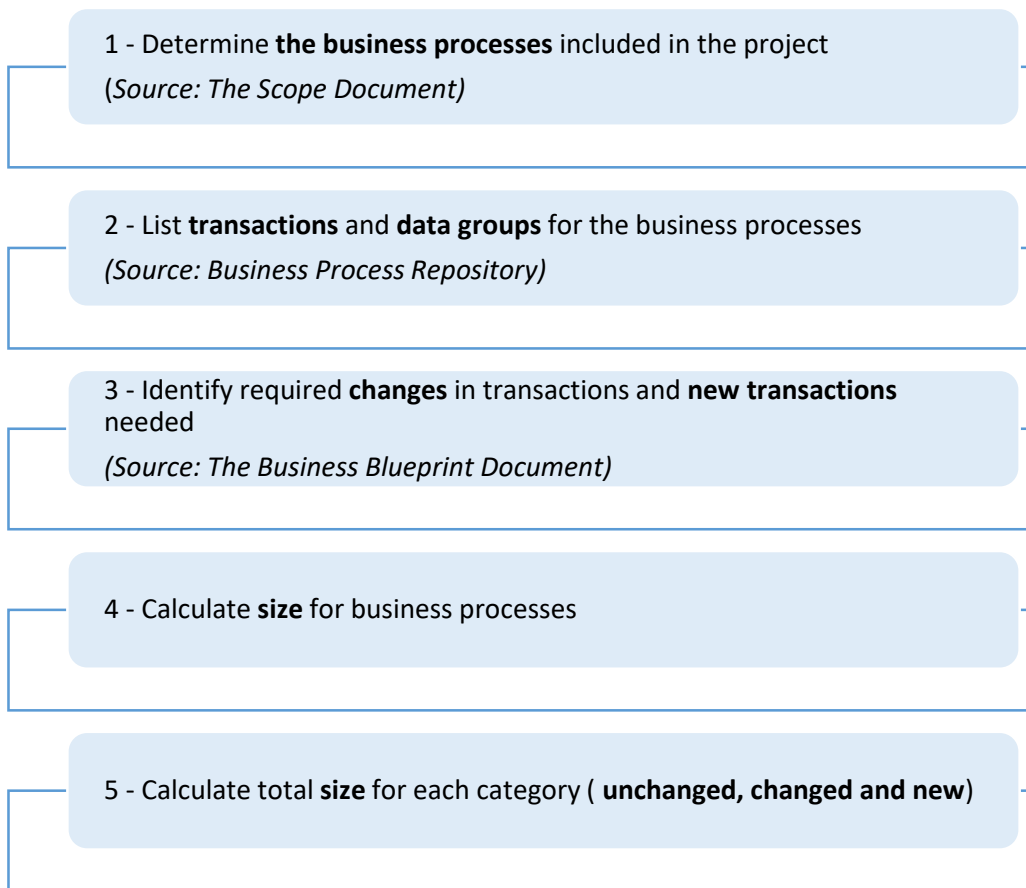 1 - Determine the business processes included in the project
(Source: The Scope Document)
2 - List transactions and data groups for the business processes
(Source: Business Process Repository)
3 - Identify required changes in transactions and new transactions
needed
(Source: The Business Blueprint Document)
4 - Calculate size for business processes
5 - Calculate total size for each category ( unchanged, changed and new)